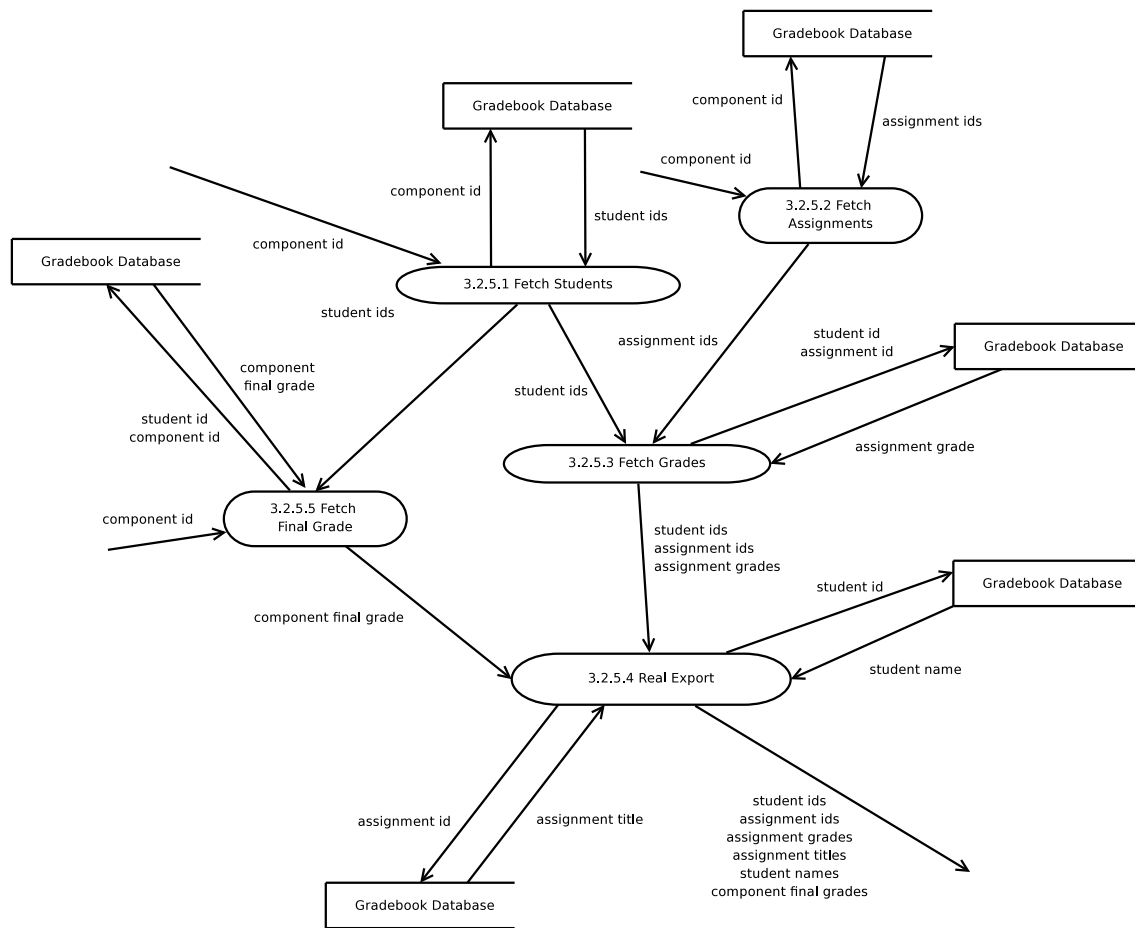 Gradebook Database
component id
assignment ids
Gradebook Database
component id
3.2.5.2 Fetch
Assignments
component id
student ids
component id
Gradebook Database
3.2.5.1 Fetch Students
student ids
assignment ids
student id
assignment id
Gradebook Database
component
final grade
student ids
student id
component id
assignment grade
3.2.5.3 Fetch Grades
3.2.5.5 Fetch
Final Grade
component id
student ids
assignment ids
assignment grades
student id
Gradebook Database
component final grade
student name
3.2.5.4 Real Export
assignment id
assignment title
student ids
assignment ids
assignment grades
assignment titles
student names
component final grades
Gradebook Database